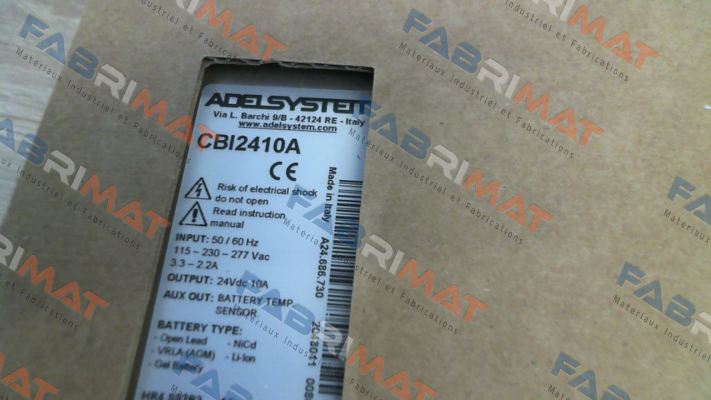 ADELSYSTEM
Via L. Barchi 9/B - 42124 RE - Italy
www.adelsystem.com
CBI2410A
CE
Risk of electrical shock
do not open
Read instruction
manual
INPUT: 50 / 60 Hz
115 – 230 – 277 Vac
3.3 – 2.2A
OUTPUT: 24Vdc 10A
AUX OUT: BATTERY TEMP.
SENSOR
BATTERY TYPE:
- Open Lead - NiCd
- VRLA (AGM) - Li-Ion
- Gel Battery
Made in Italy
A24.686.730
2043011
FABRIMAT
Matériaux Industriel et Fabrications